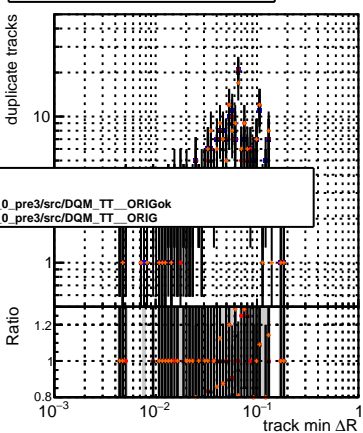 duplicate tracks
10
0_pre3/src/DQM_TT__ORIGok
0_pre3/src/DQM_TT__ORIG
1
Ratio
1.2
1
0.8
10−3 10−2 10−1 1
track min ΔR